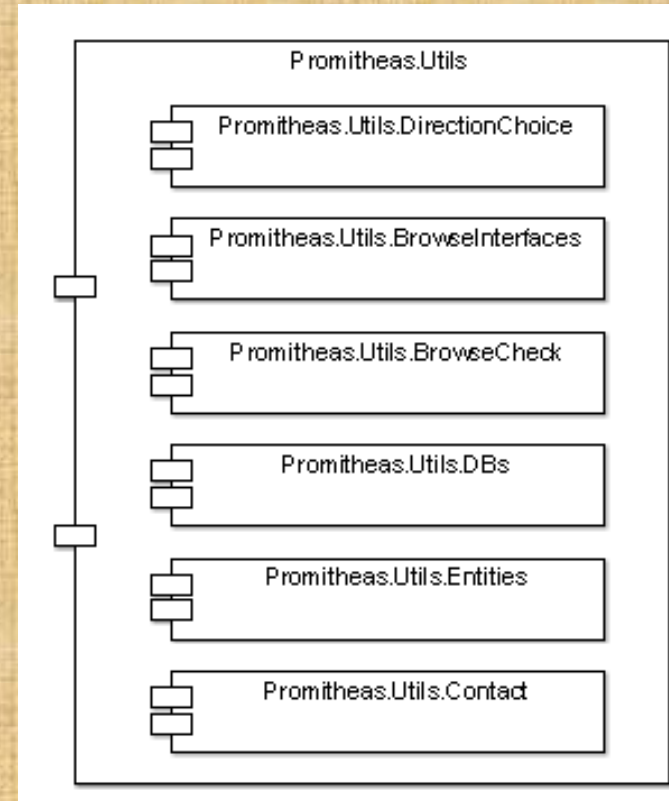 Promitheas.Utils
Promitheas.Utils.DirectionChoice
Promitheas.Utils.BrowseInterfaces
Promitheas.Utils.BrowseCheck
Promitheas.Utils.DBs
Promitheas.Utils.Entities
Promitheas.Utils.Contact